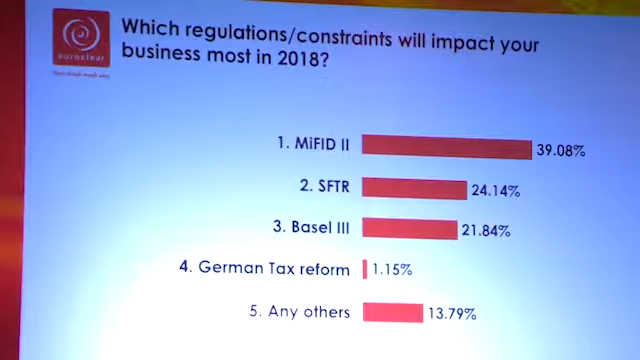 Which regulations/constraints will impact your
business most in 2018?
euroclear
1. MiFID II 39.08%
2. SFTR 24.14%
3. Basel III 21.84%
4. German Tax reform 1.15%
5. Any others 13.79%